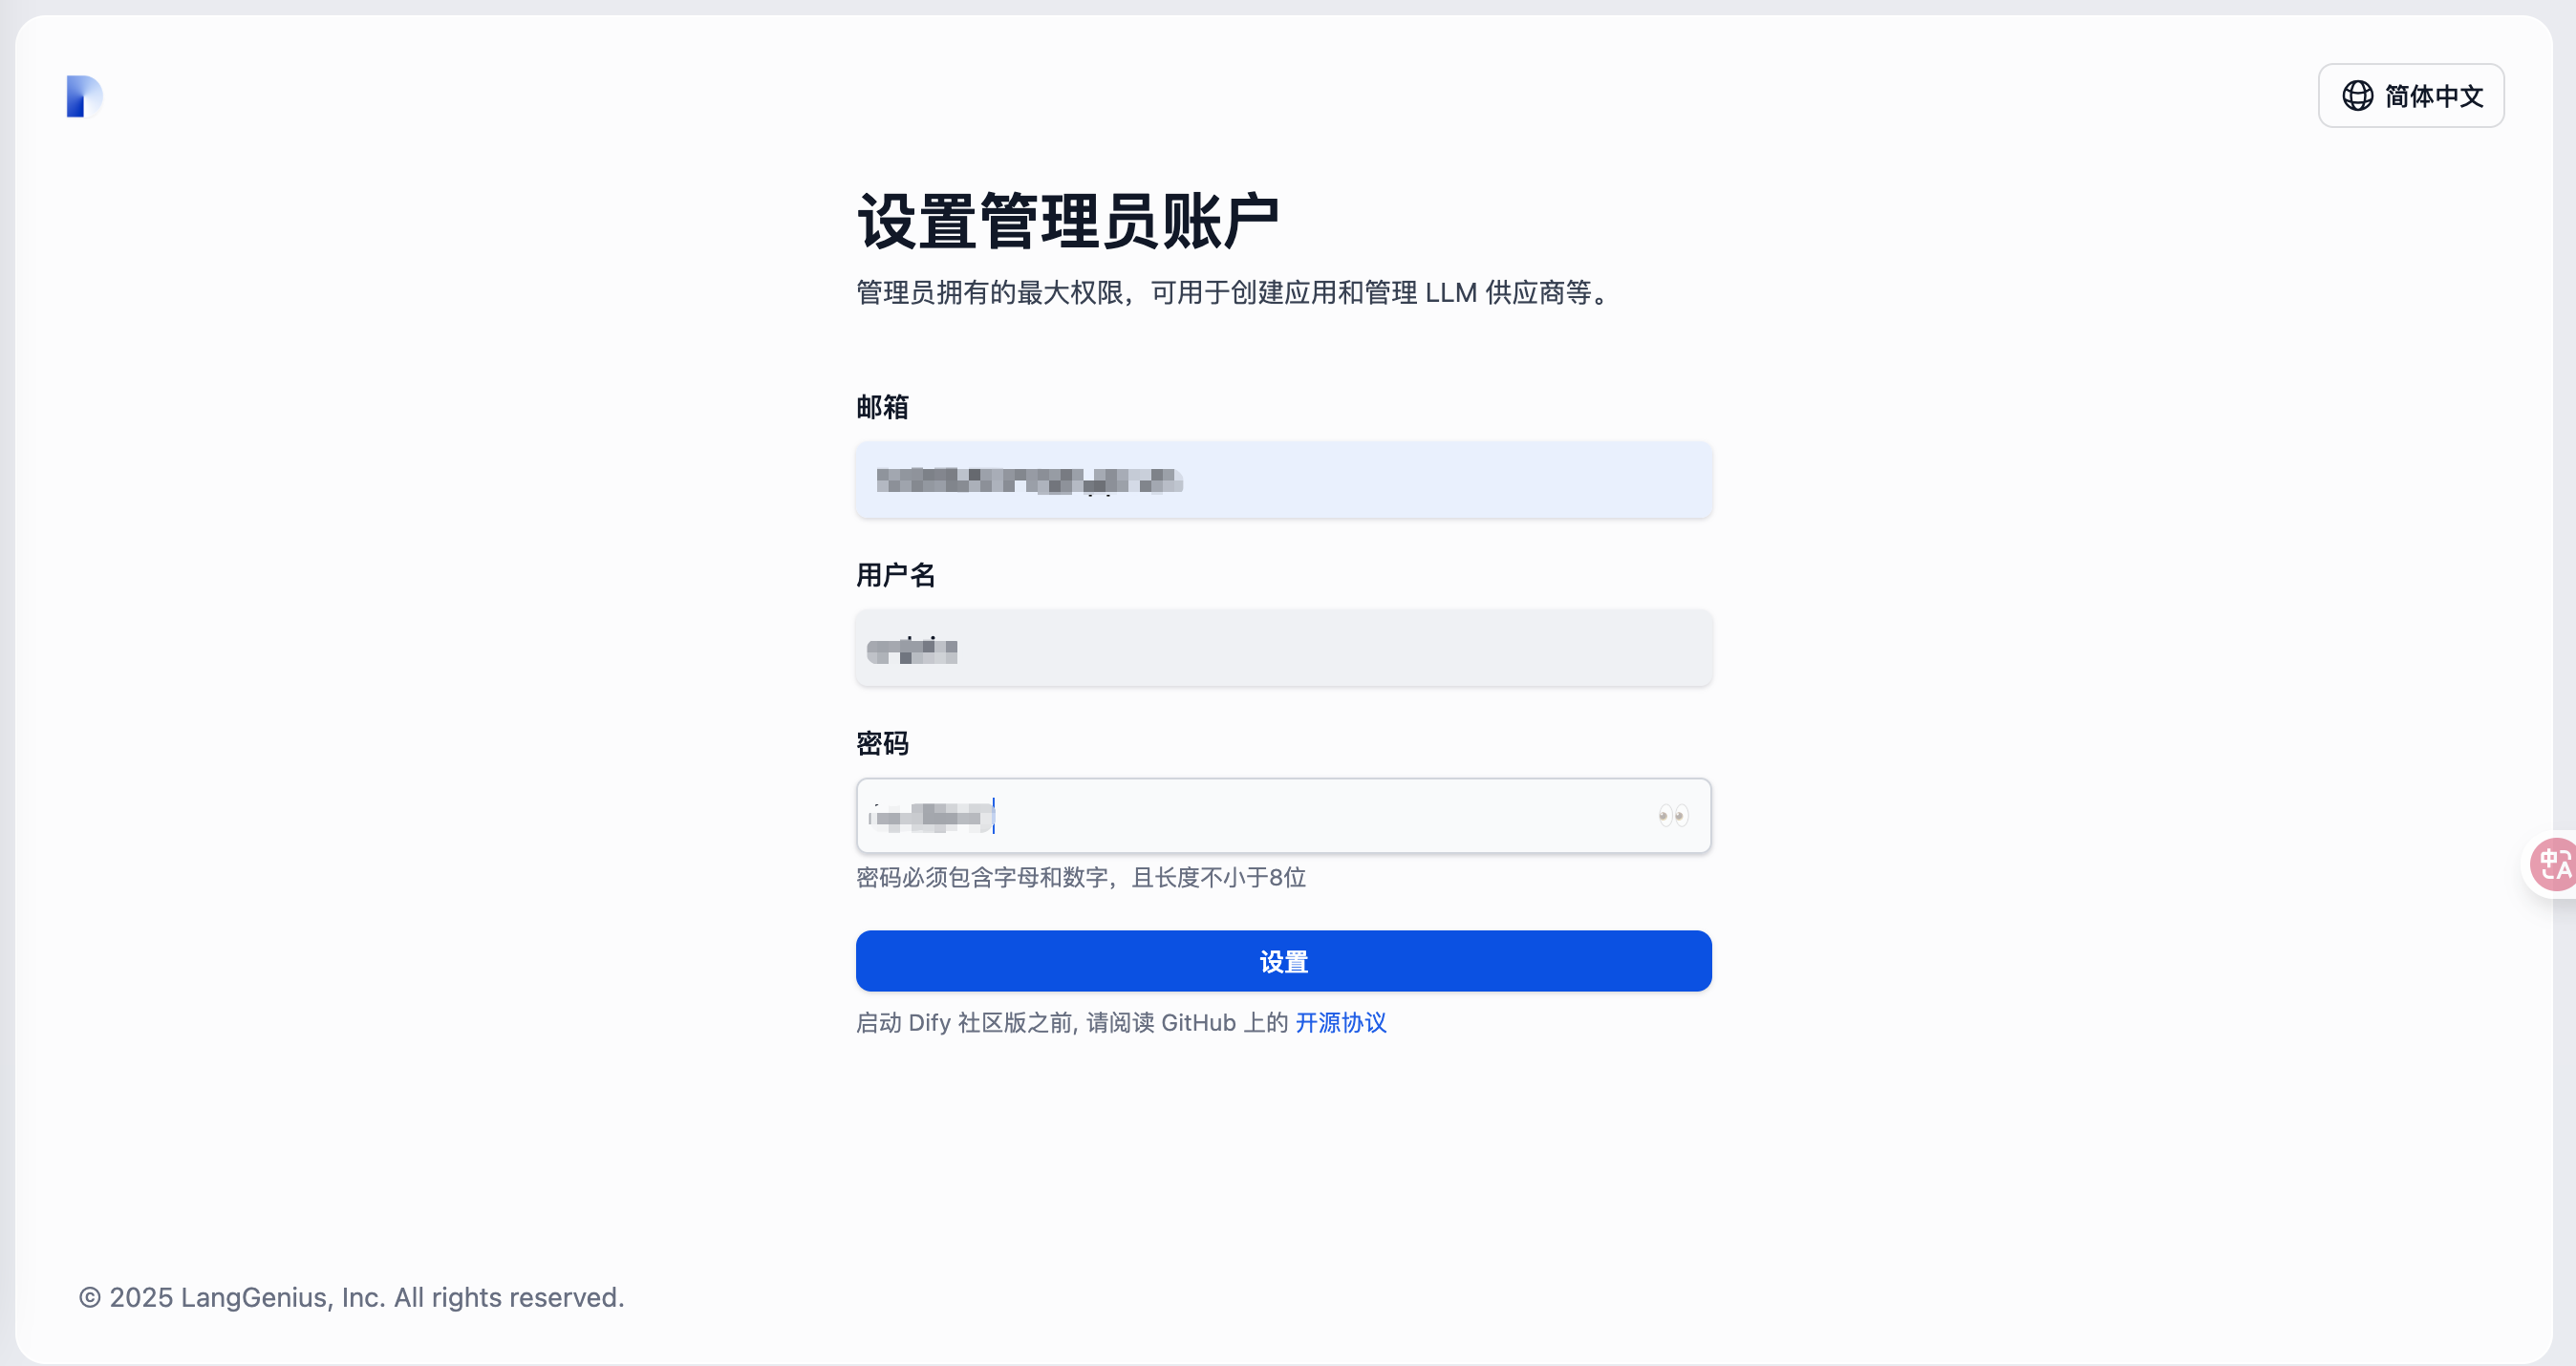 简体中文
设置管理员账户
管理员拥有的最大权限，可用于创建应用和管理 LLM 供应商等。
邮箱
用户名
密码
密码必须包含字母和数字，且长度不小于8位
设置
启动 Dify 社区版之前, 请阅读 GitHub 上的 开源协议
© 2025 LangGenius, Inc. All rights reserved.